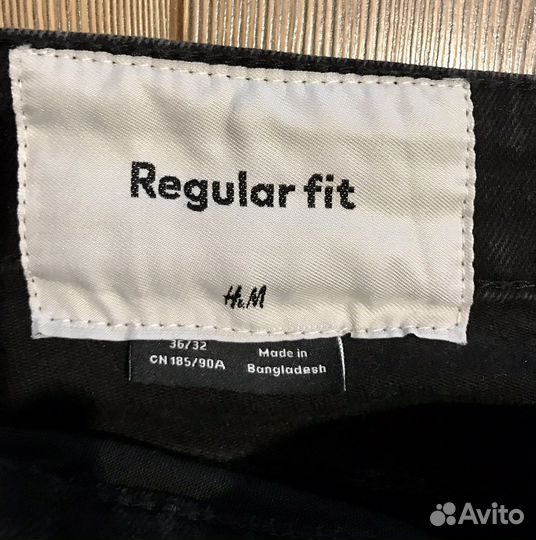 Regular fit
H&M
36/32
CN 185/90A
Made in
Bangladesh
Avito